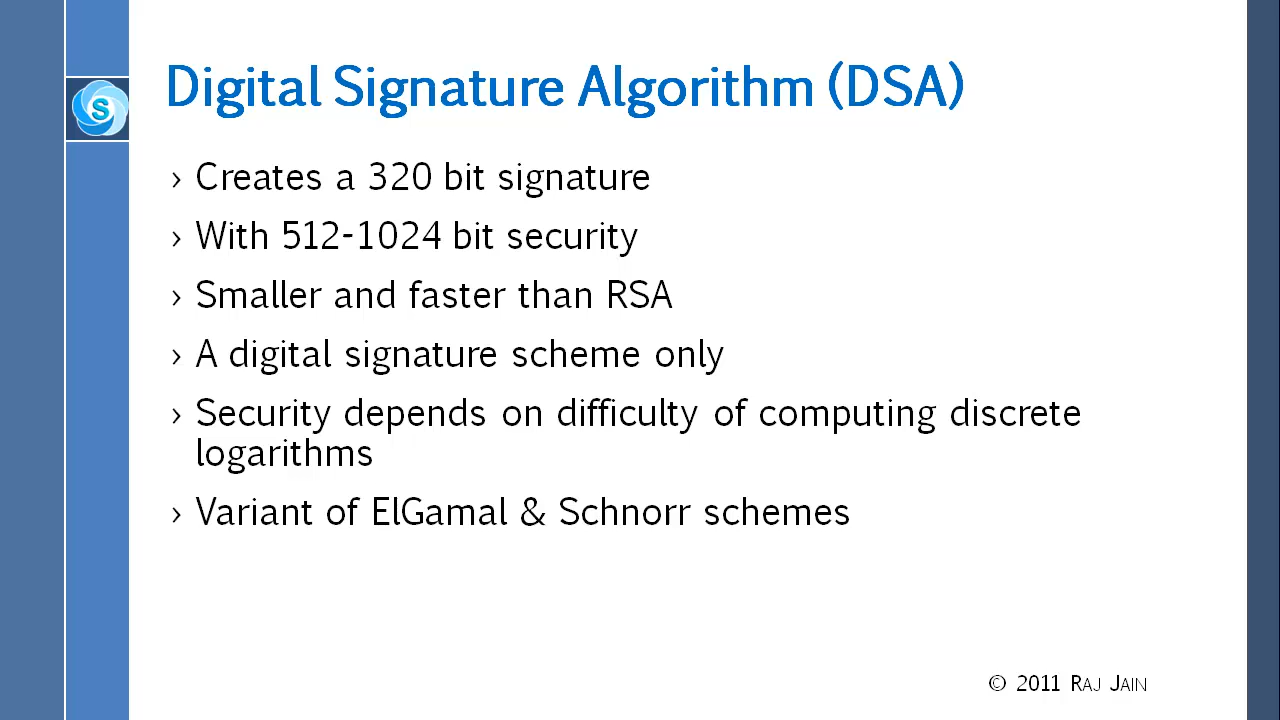 Digital Signature Algorithm (DSA)
S
› Creates a 320 bit signature
› With 512-1024 bit security
› Smaller and faster than RSA
› A digital signature scheme only
› Security depends on difficulty of computing discrete
logarithms
› Variant of ElGamal & Schnorr schemes
© 2011 Raj Jain